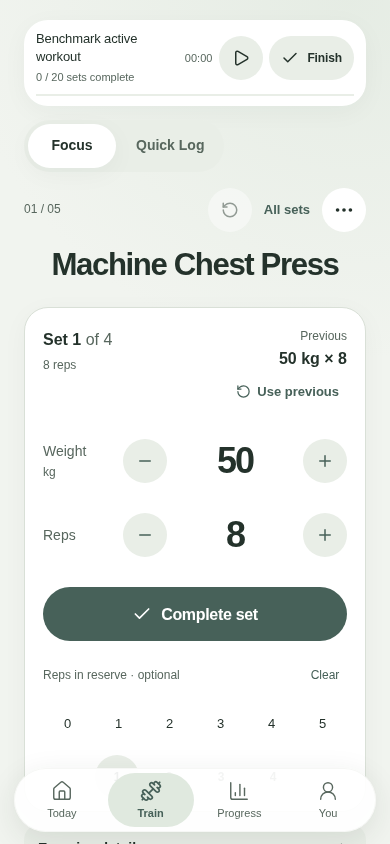 Benchmark active
workout
0 / 20 sets complete
00:00
Finish
Focus
Quick Log
01 / 05
All sets
Machine Chest Press
Set 1 of 4
8 reps
Previous
50 kg × 8
Use previous
Weight
kg
50
Reps
8
Complete set
Reps in reserve · optional
Clear
0 1 2 3 4 5
Today
Train
Progress
You